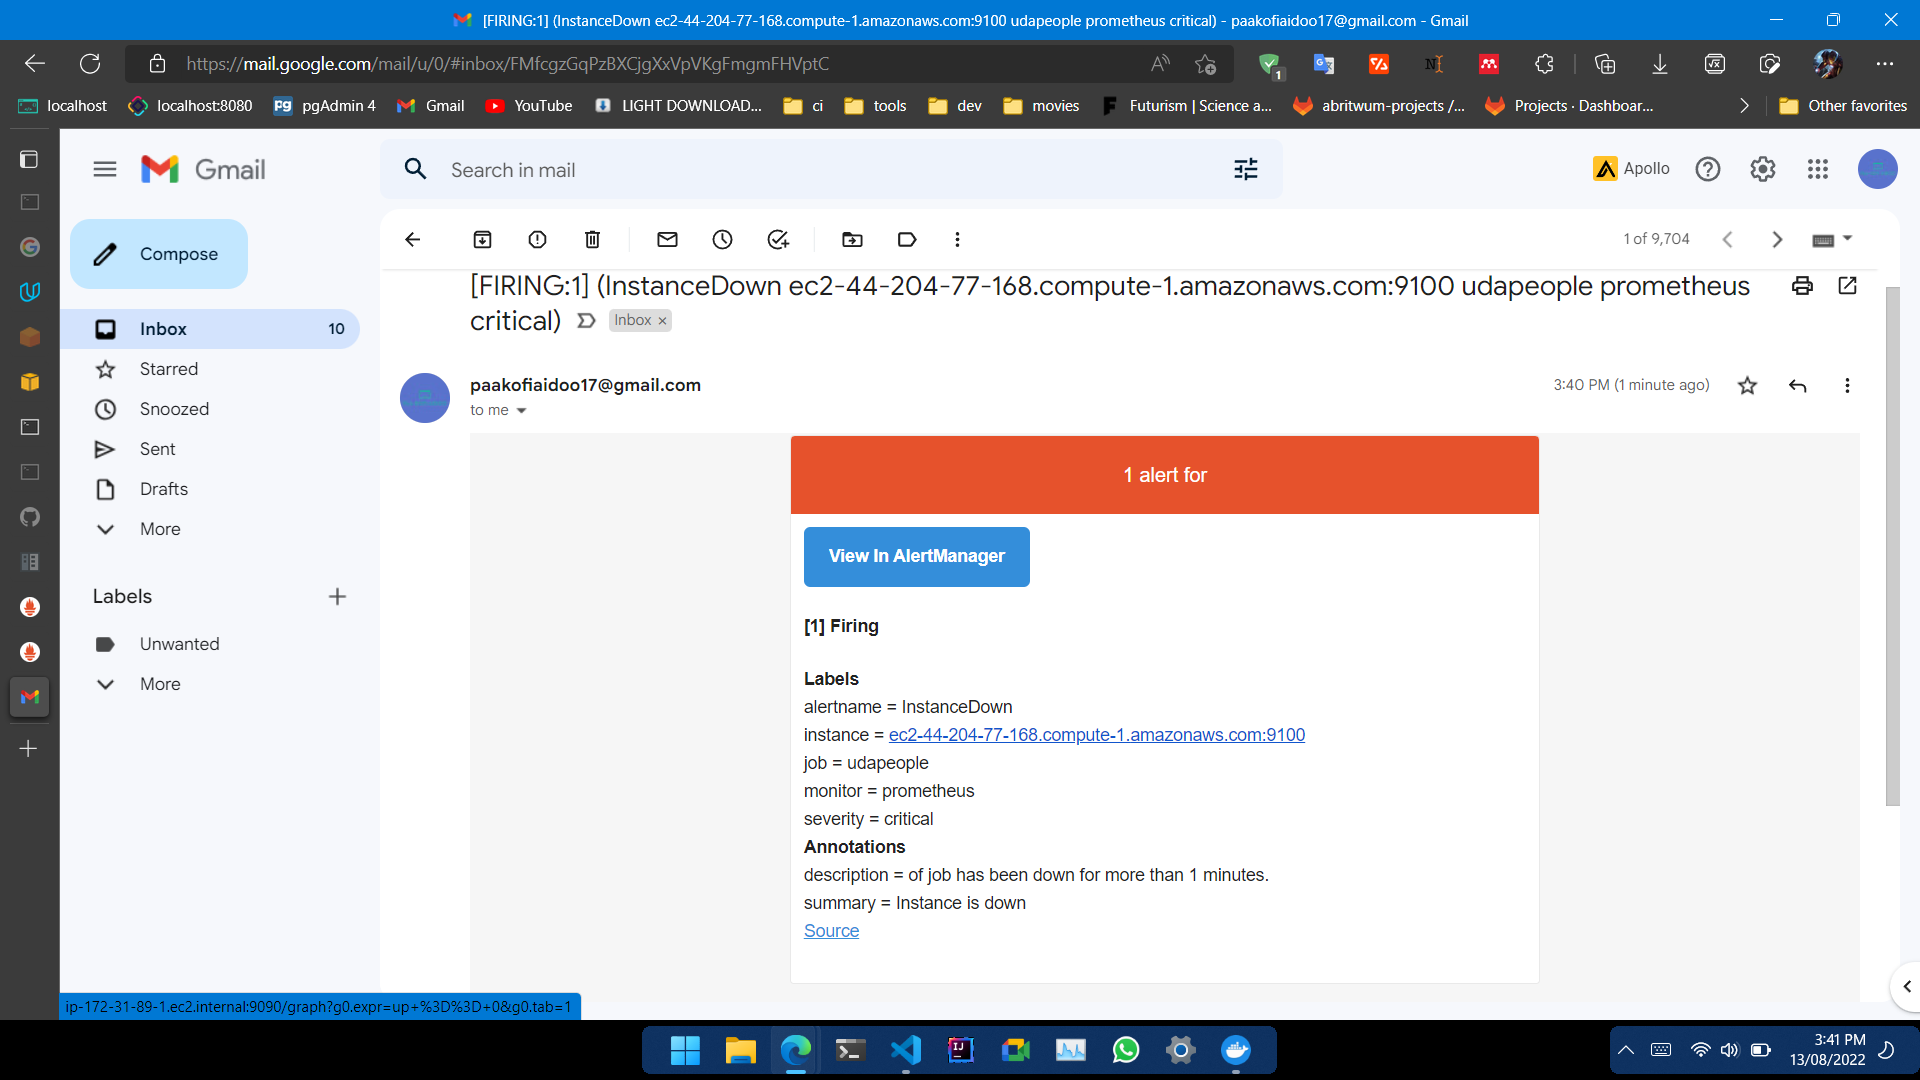 [FIRING:1] (InstanceDown ec2-44-204-77-168.compute-1.amazonaws.com:9100 udapeople prometheus critical) - paakofiaidoo17@gmail.com - Gmail
https://mail.google.com/mail/u/0/#inbox/FMfcgzGqPzBXCjgXxVpVKgFmgmFHVptC
1
localhost
localhost:8080
pgAdmin 4
Gmail
YouTube
LIGHT DOWNLOAD...
ci
tools
dev
movies
Futurism | Science a...
abritwum-projects /...
Projects · Dashboar...
Other favorites
Gmail
Search in mail
Apollo
Compose
1 of 9,704
Inbox 10
Starred
Snoozed
Sent
Drafts
More
Labels
Unwanted
More
[FIRING:1] (InstanceDown ec2-44-204-77-168.compute-1.amazonaws.com:9100 udapeople prometheus
critical) Inbox x
paakofiaidoo17@gmail.com
3:40 PM (1 minute ago)
to me
1 alert for
View In AlertManager
[1] Firing
Labels
alertname = InstanceDown
instance = ec2-44-204-77-168.compute-1.amazonaws.com:9100
job = udapeople
monitor = prometheus
severity = critical
Annotations
description = of job has been down for more than 1 minutes.
summary = Instance is down
Source
ip-172-31-89-1.ec2.internal:9090/graph?g0.expr=up+%3D%3D+0&g0.tab=1
3:41 PM
13/08/2022